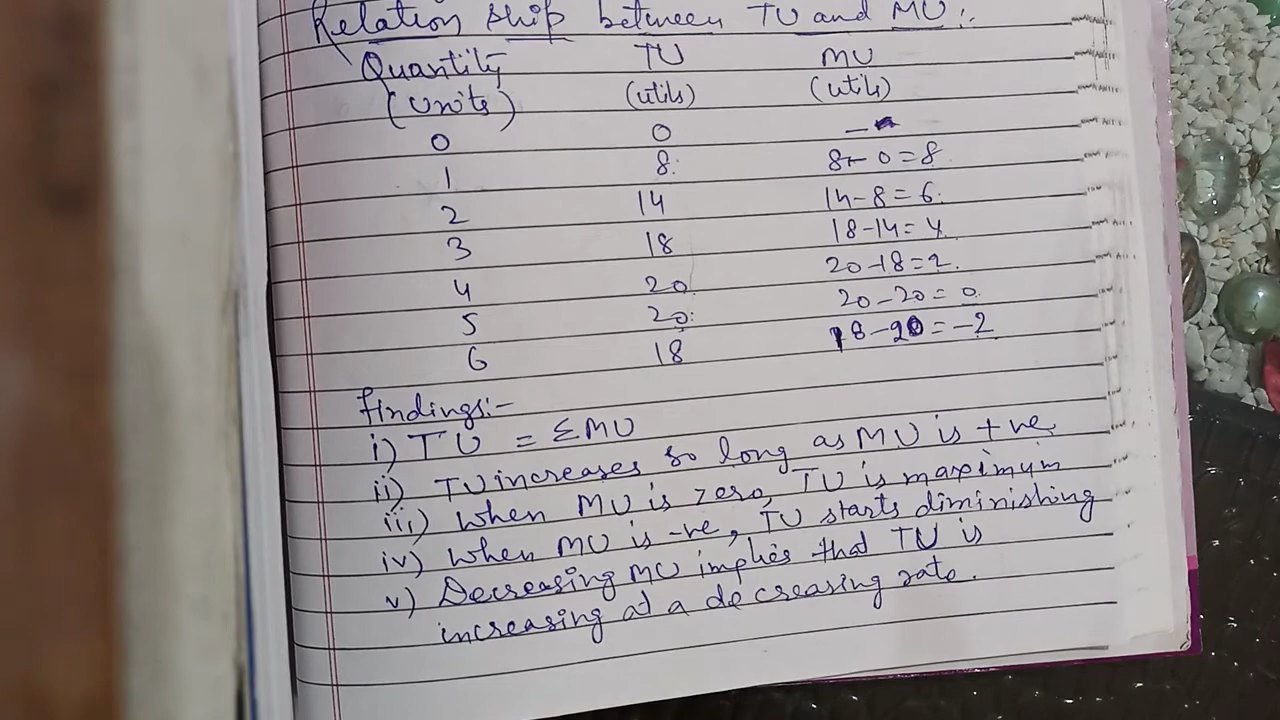 Relation ship between TU and MU:.
Quantity TU MU
(Units) (utils) (utils)
0 0 -
1 8: 8-0=8
2 14 14-8=6.
3 18 18-14=4
4 20 20-18=2.
5 20: 20-20=0
6 18 18-20=-2
findings:-
i) TU = ΣMU
ii) TU increases so long as MU is +ve,
iii) When MU is zero, TU is maximum
iv) When MU is -ve, TU starts diminishing
v) Decreasing MU implies that TU is
increasing at a decreasing rate.